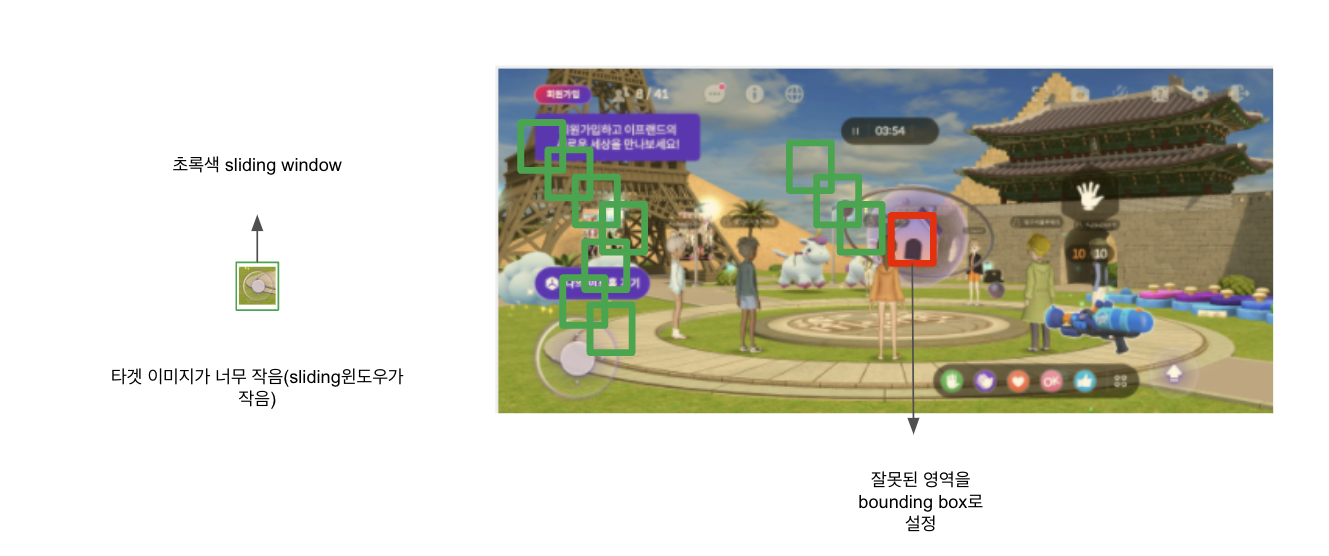 초록색 sliding window
타겟 이미지가 너무 작음(sliding윈도우가
작음)
회원가입
8 / 41
회원가입하고 이프랜드의
새로운 세상을 만나보세요!
03:54
10 10
OK
잘못된 영역을
bounding box로
설정